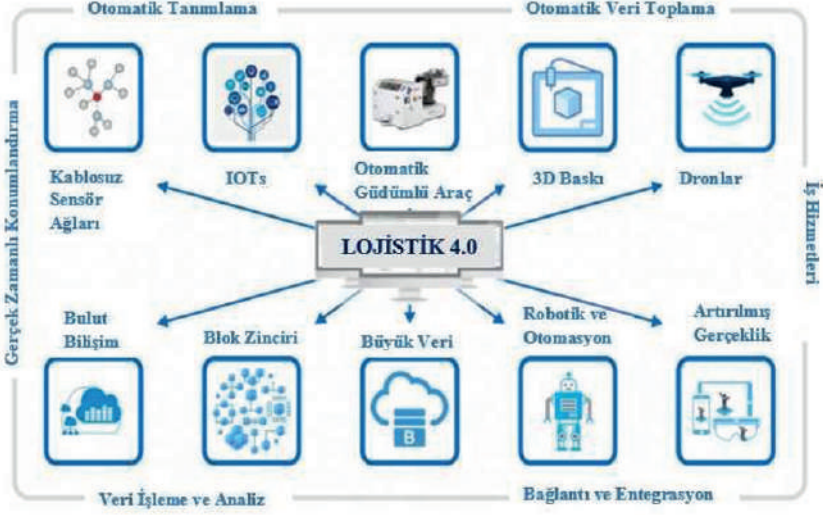 Otomatik Tanımlama
Otomatik Veri Toplama
Gerçek Zamanlı Konumlandırma
İş Hizmetleri
Kablosuz
Sensör
Ağları
IOTs
Otomatik
Güdümlü Araç
3D Baskı
Dronlar
LOJİSTİK 4.0
Bulut
Bilişim
Blok Zinciri
Büyük Veri
Robotik ve
Otomasyon
Artırılmış
Gerçeklik
B
Veri İşleme ve Analiz
Bağlantı ve Entegrasyon